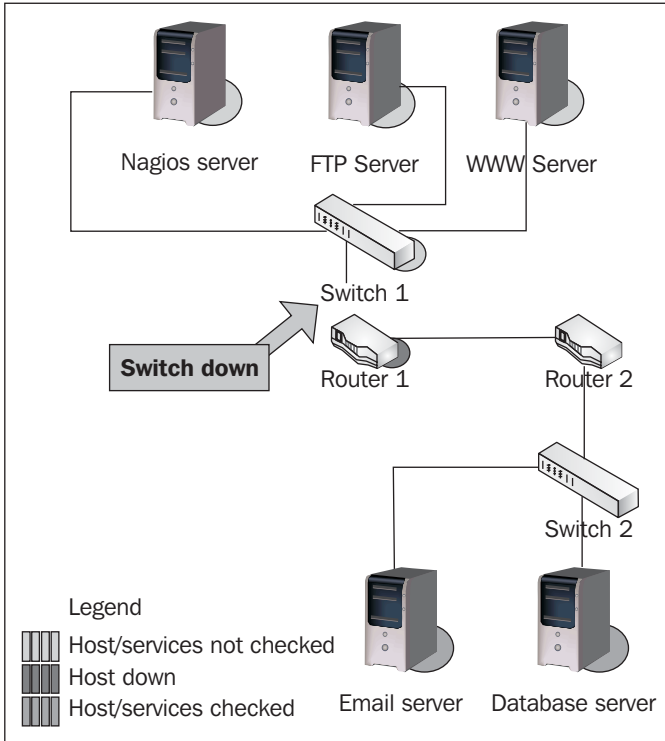 Nagios server
FTP Server
WWW Server
Switch 1
Switch down
Router 1
Router 2
Switch 2
Email server
Database server
Legend
Host/services not checked
Host down
Host/services checked